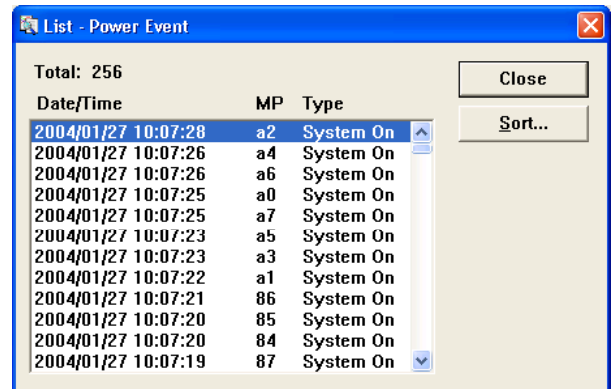 List - Power Event
Total: 256
Close
Date/Time MP Type
Sort...
2004/01/27 10:07:28 a2 System On
2004/01/27 10:07:26 a4 System On
2004/01/27 10:07:26 a6 System On
2004/01/27 10:07:25 a0 System On
2004/01/27 10:07:25 a7 System On
2004/01/27 10:07:23 a5 System On
2004/01/27 10:07:23 a3 System On
2004/01/27 10:07:22 a1 System On
2004/01/27 10:07:21 86 System On
2004/01/27 10:07:20 85 System On
2004/01/27 10:07:20 84 System On
2004/01/27 10:07:19 87 System On